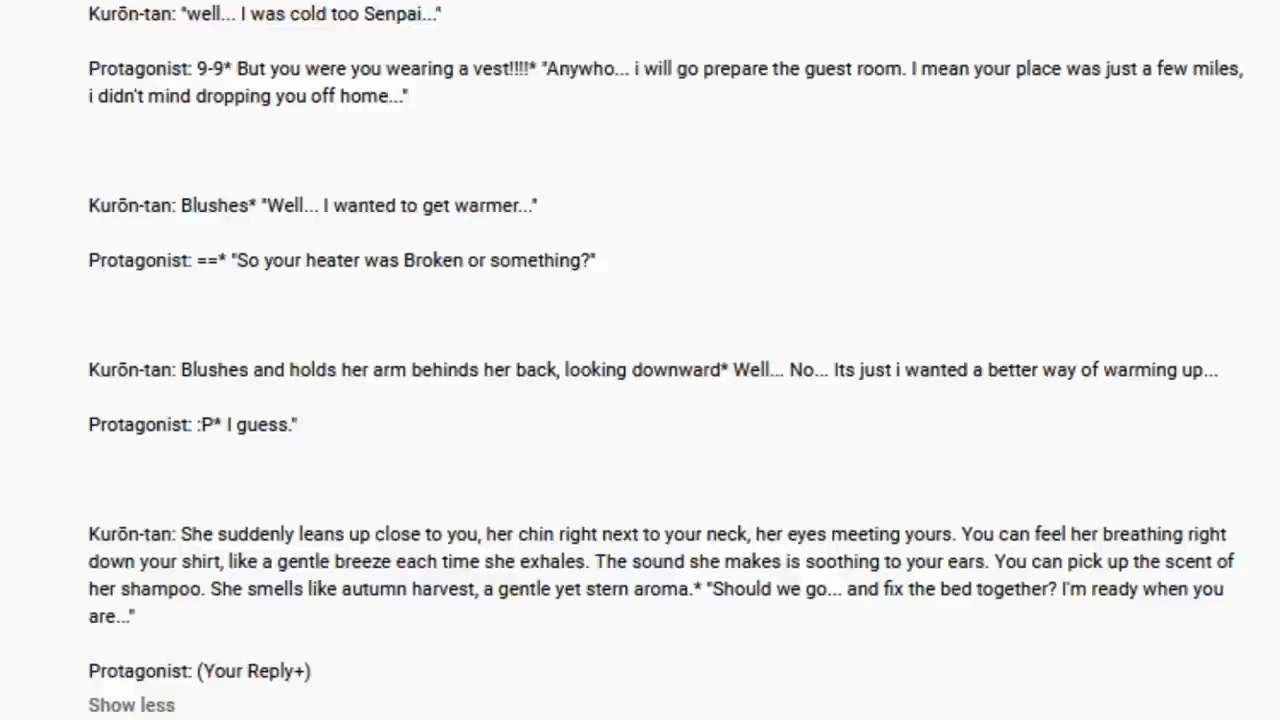 Kurōn-tan: "well... I was cold too Senpai..."
Protagonist: 9-9* But you were you wearing a vest!!!!* "Anywho... i will go prepare the guest room. I mean your place was just a few miles,
i didn't mind dropping you off home..."
Kurōn-tan: Blushes* "Well... I wanted to get warmer..."
Protagonist: ==* "So your heater was Broken or something?"
Kurōn-tan: Blushes and holds her arm behinds her back, looking downward* Well... No... Its just i wanted a better way of warming up...
Protagonist: :P* I guess."
Kurōn-tan: She suddenly leans up close to you, her chin right next to your neck, her eyes meeting yours. You can feel her breathing right
down your shirt, like a gentle breeze each time she exhales. The sound she makes is soothing to your ears. You can pick up the scent of
her shampoo. She smells like autumn harvest, a gentle yet stern aroma.* "Should we go... and fix the bed together? I'm ready when you
are..."
Protagonist: (Your Reply+)
Show less